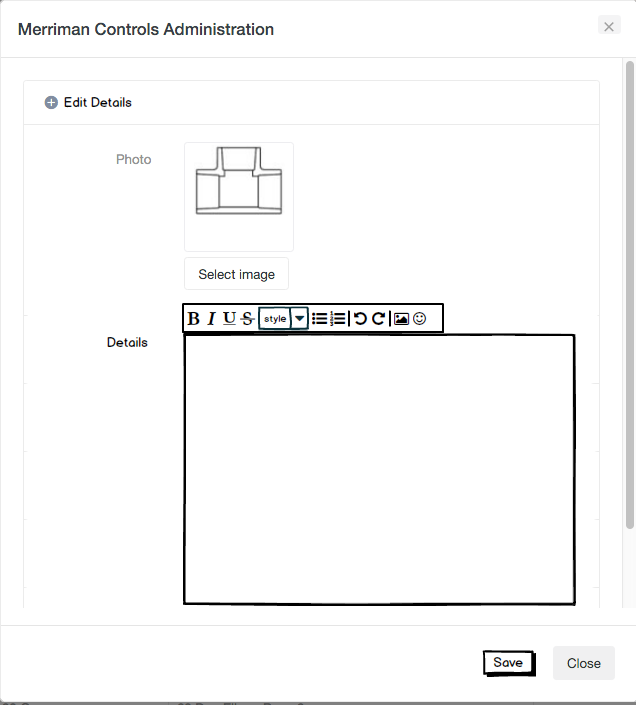 Merriman Controls Administration
Edit Details
Photo
Select image
B I U S style
Details
Save
Close